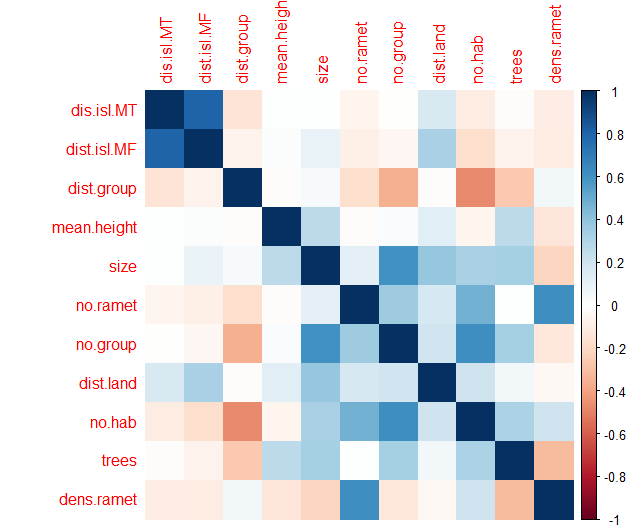 dis.isl.MT
dist.isl.MF
dist.group
mean.heigh
size
no.ramet
no.group
dist.land
no.hab
trees
dens.ramet
dis.isl.MT
dist.isl.MF
dist.group
mean.height
size
no.ramet
no.group
dist.land
no.hab
trees
dens.ramet
1
0.8
0.6
0.4
0.2
0
-0.2
-0.4
-0.6
-0.8
-1